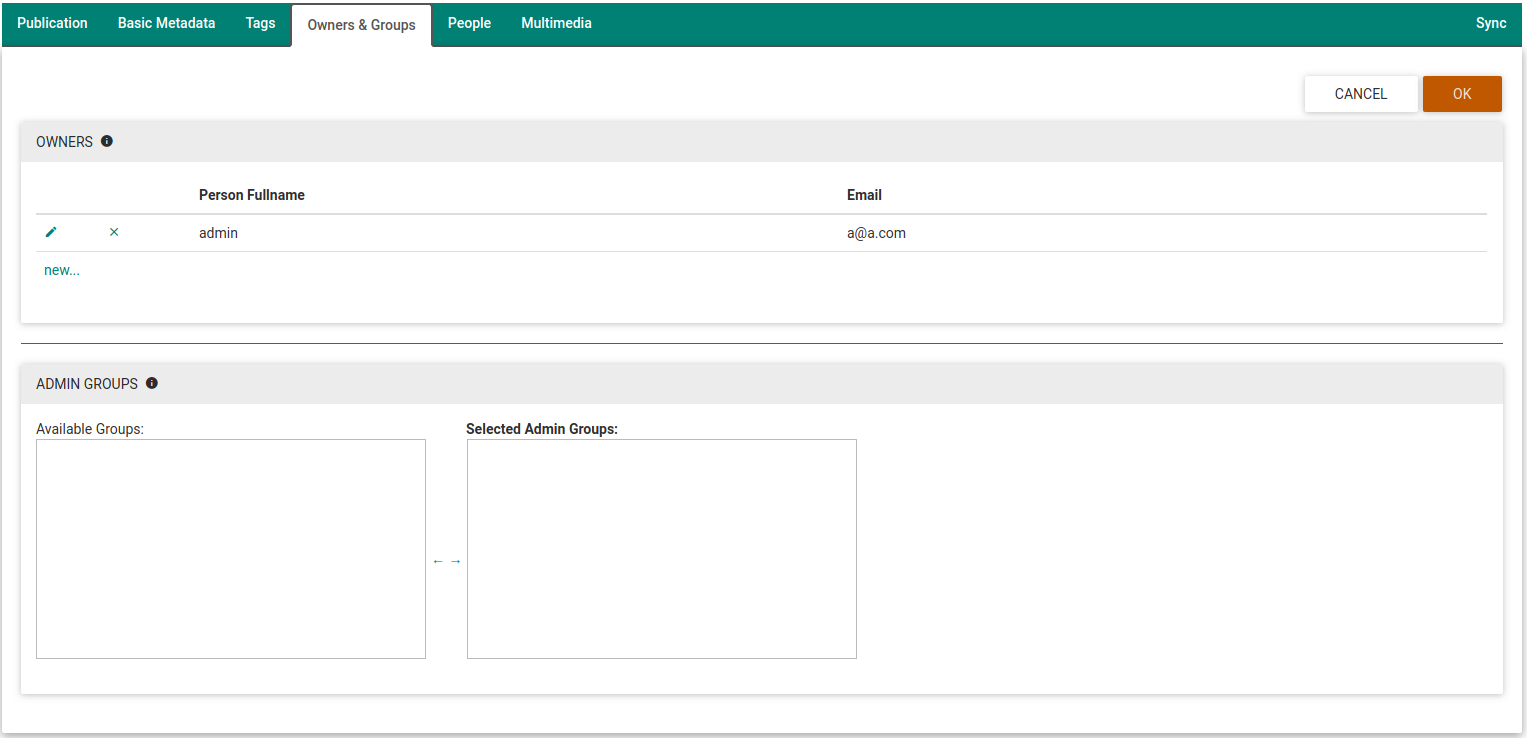 Publication Basic Metadata Tags Owners & Groups People Multimedia Sync
CANCEL OK
OWNERS
Person Fullname Email
admin a@a.com
new...
ADMIN GROUPS
Available Groups: Selected Admin Groups:
← →